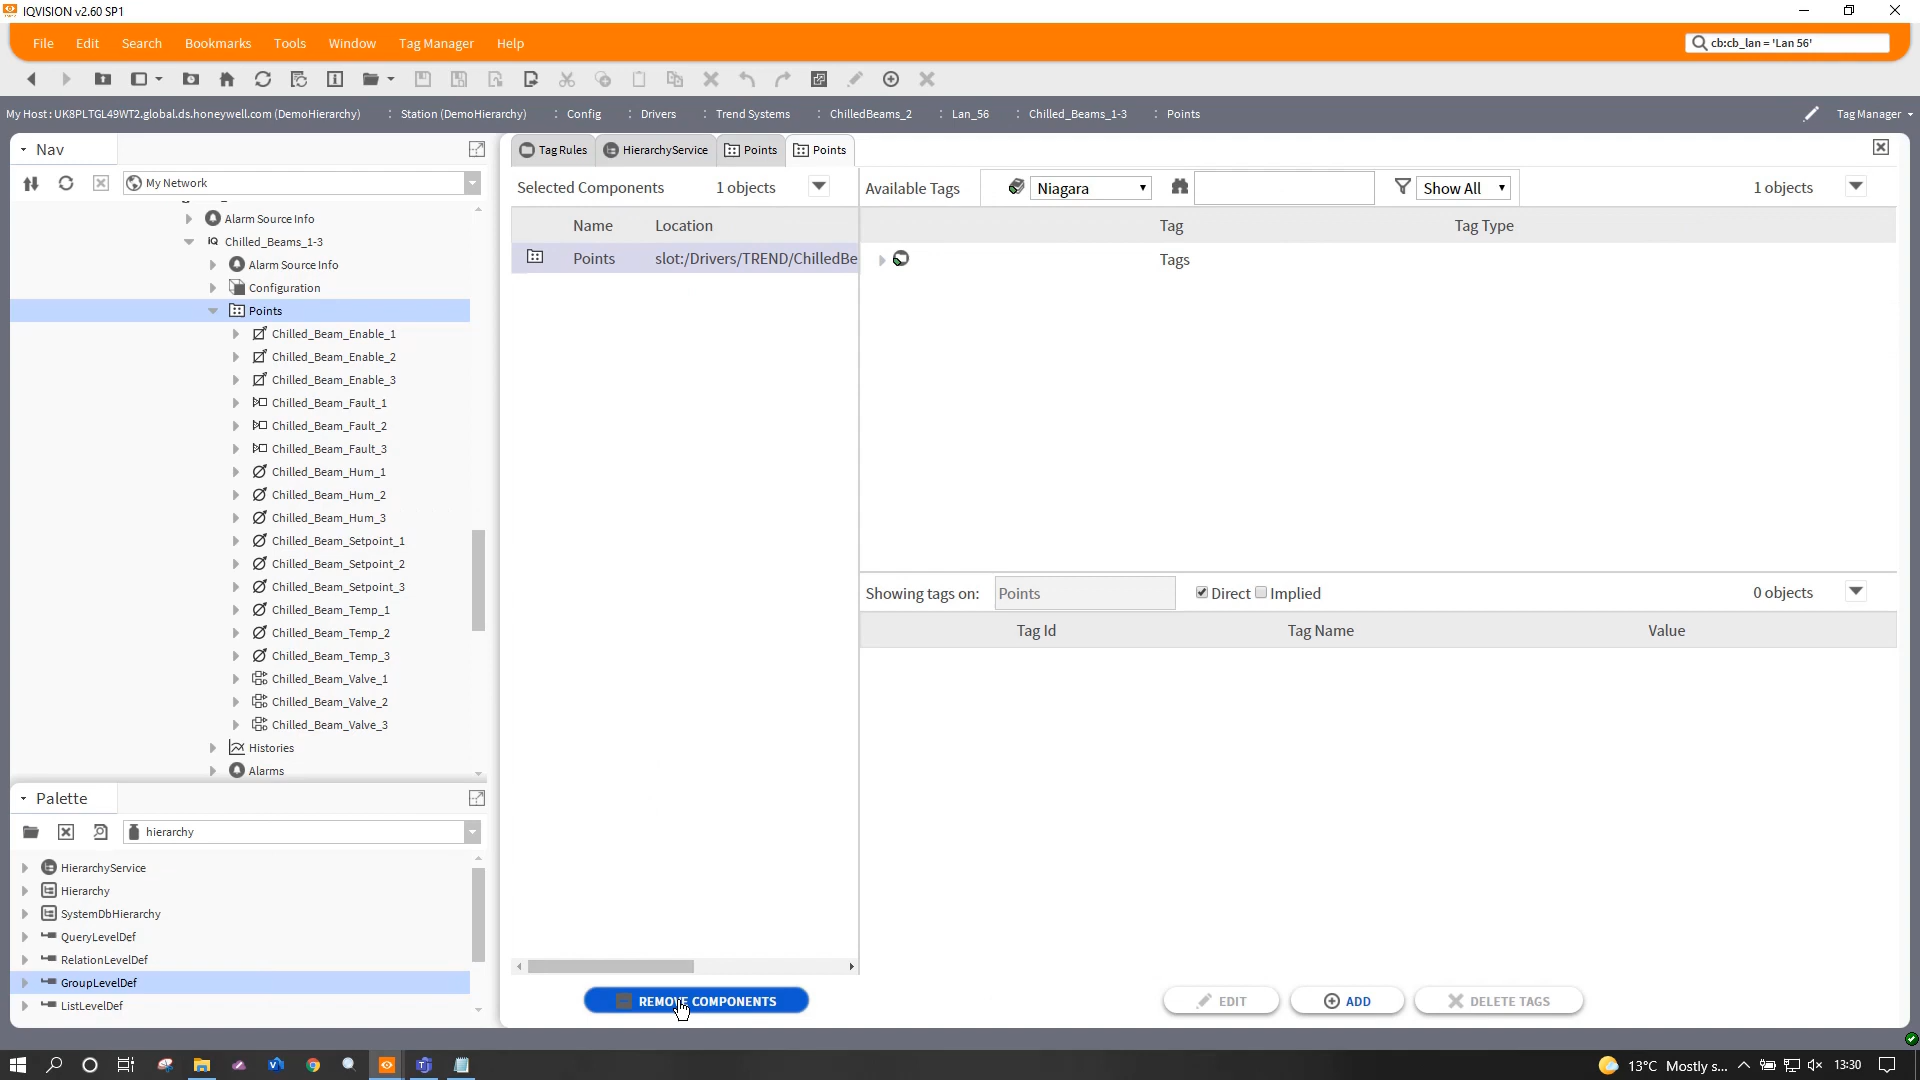 IQVISION v2.60 SP1
File Edit Search Bookmarks Tools Window Tag Manager Help
cb:cb_lan = 'Lan 56'
My Host : UK8PLTGL49WT2.global.ds.honeywell.com (DemoHierarchy) : Station (DemoHierarchy) : Config : Drivers : Trend Systems : ChilledBeams_2 : Lan_56 : Chilled_Beams_1-3 : Points
Tag Manager
Nav
My Network
Alarm Source Info
iQ Chilled_Beams_1-3
Alarm Source Info
Configuration
Points
Chilled_Beam_Enable_1
Chilled_Beam_Enable_2
Chilled_Beam_Enable_3
Chilled_Beam_Fault_1
Chilled_Beam_Fault_2
Chilled_Beam_Fault_3
Chilled_Beam_Hum_1
Chilled_Beam_Hum_2
Chilled_Beam_Hum_3
Chilled_Beam_Setpoint_1
Chilled_Beam_Setpoint_2
Chilled_Beam_Setpoint_3
Chilled_Beam_Temp_1
Chilled_Beam_Temp_2
Chilled_Beam_Temp_3
Chilled_Beam_Valve_1
Chilled_Beam_Valve_2
Chilled_Beam_Valve_3
Histories
Alarms
Palette
hierarchy
HierarchyService
Hierarchy
SystemDbHierarchy
QueryLevelDef
RelationLevelDef
GroupLevelDef
ListLevelDef
Tag Rules HierarchyService Points Points
Selected Components 1 objects
Name Location
Points slot:/Drivers/TREND/ChilledBe
REMOVE COMPONENTS
Available Tags Niagara Show All 1 objects
Tag Tag Type
Tags
Showing tags on: Points Direct Implied 0 objects
Tag Id Tag Name Value
EDIT ADD DELETE TAGS
13°C Mostly s... 13:30